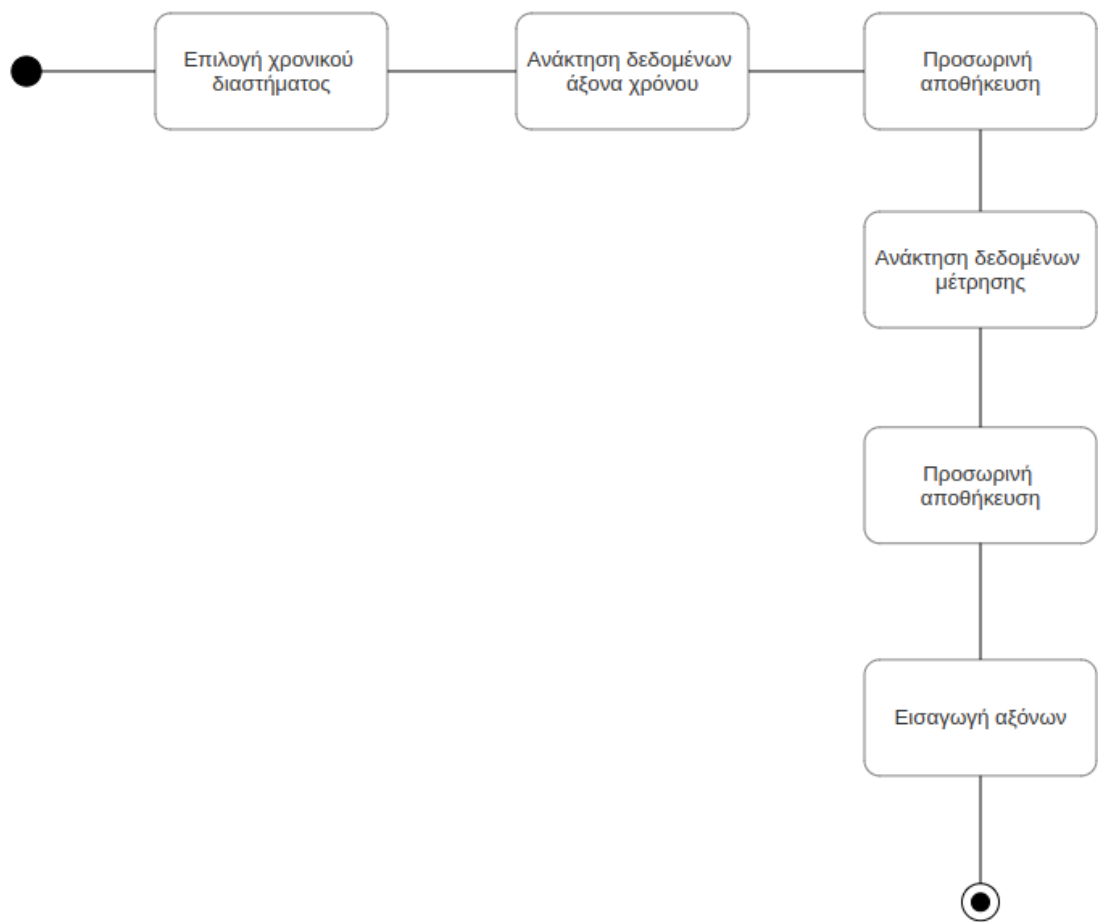 Επιλογή χρονικού
διαστήματος
Ανάκτηση δεδομένων
άξονα χρόνου
Προσωρινή
αποθήκευση
Ανάκτηση δεδομένων
μέτρησης
Προσωρινή
αποθήκευση
Εισαγωγή αξόνων